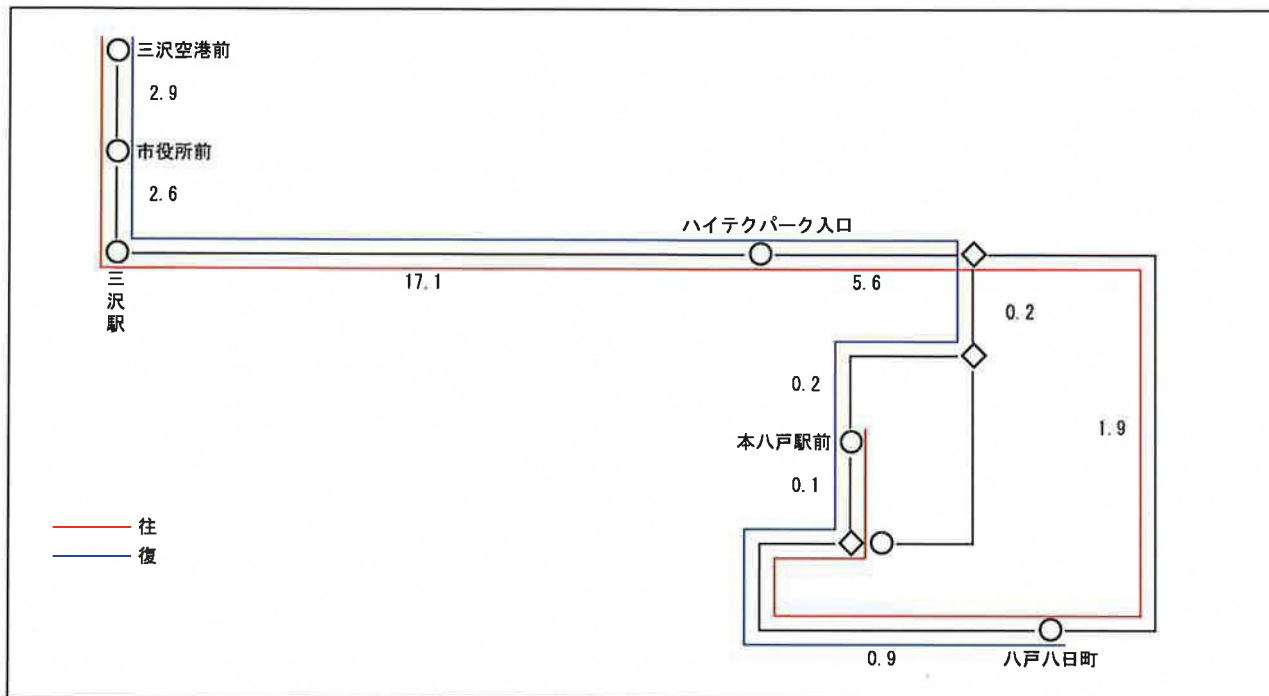 三沢空港前
2.9
市役所前
2.6
ハイテクパーク入口
三沢駅
17.1
5.6
0.2
0.2
1.9
本八戸駅前
0.1
往
復
0.9
八戸八日町